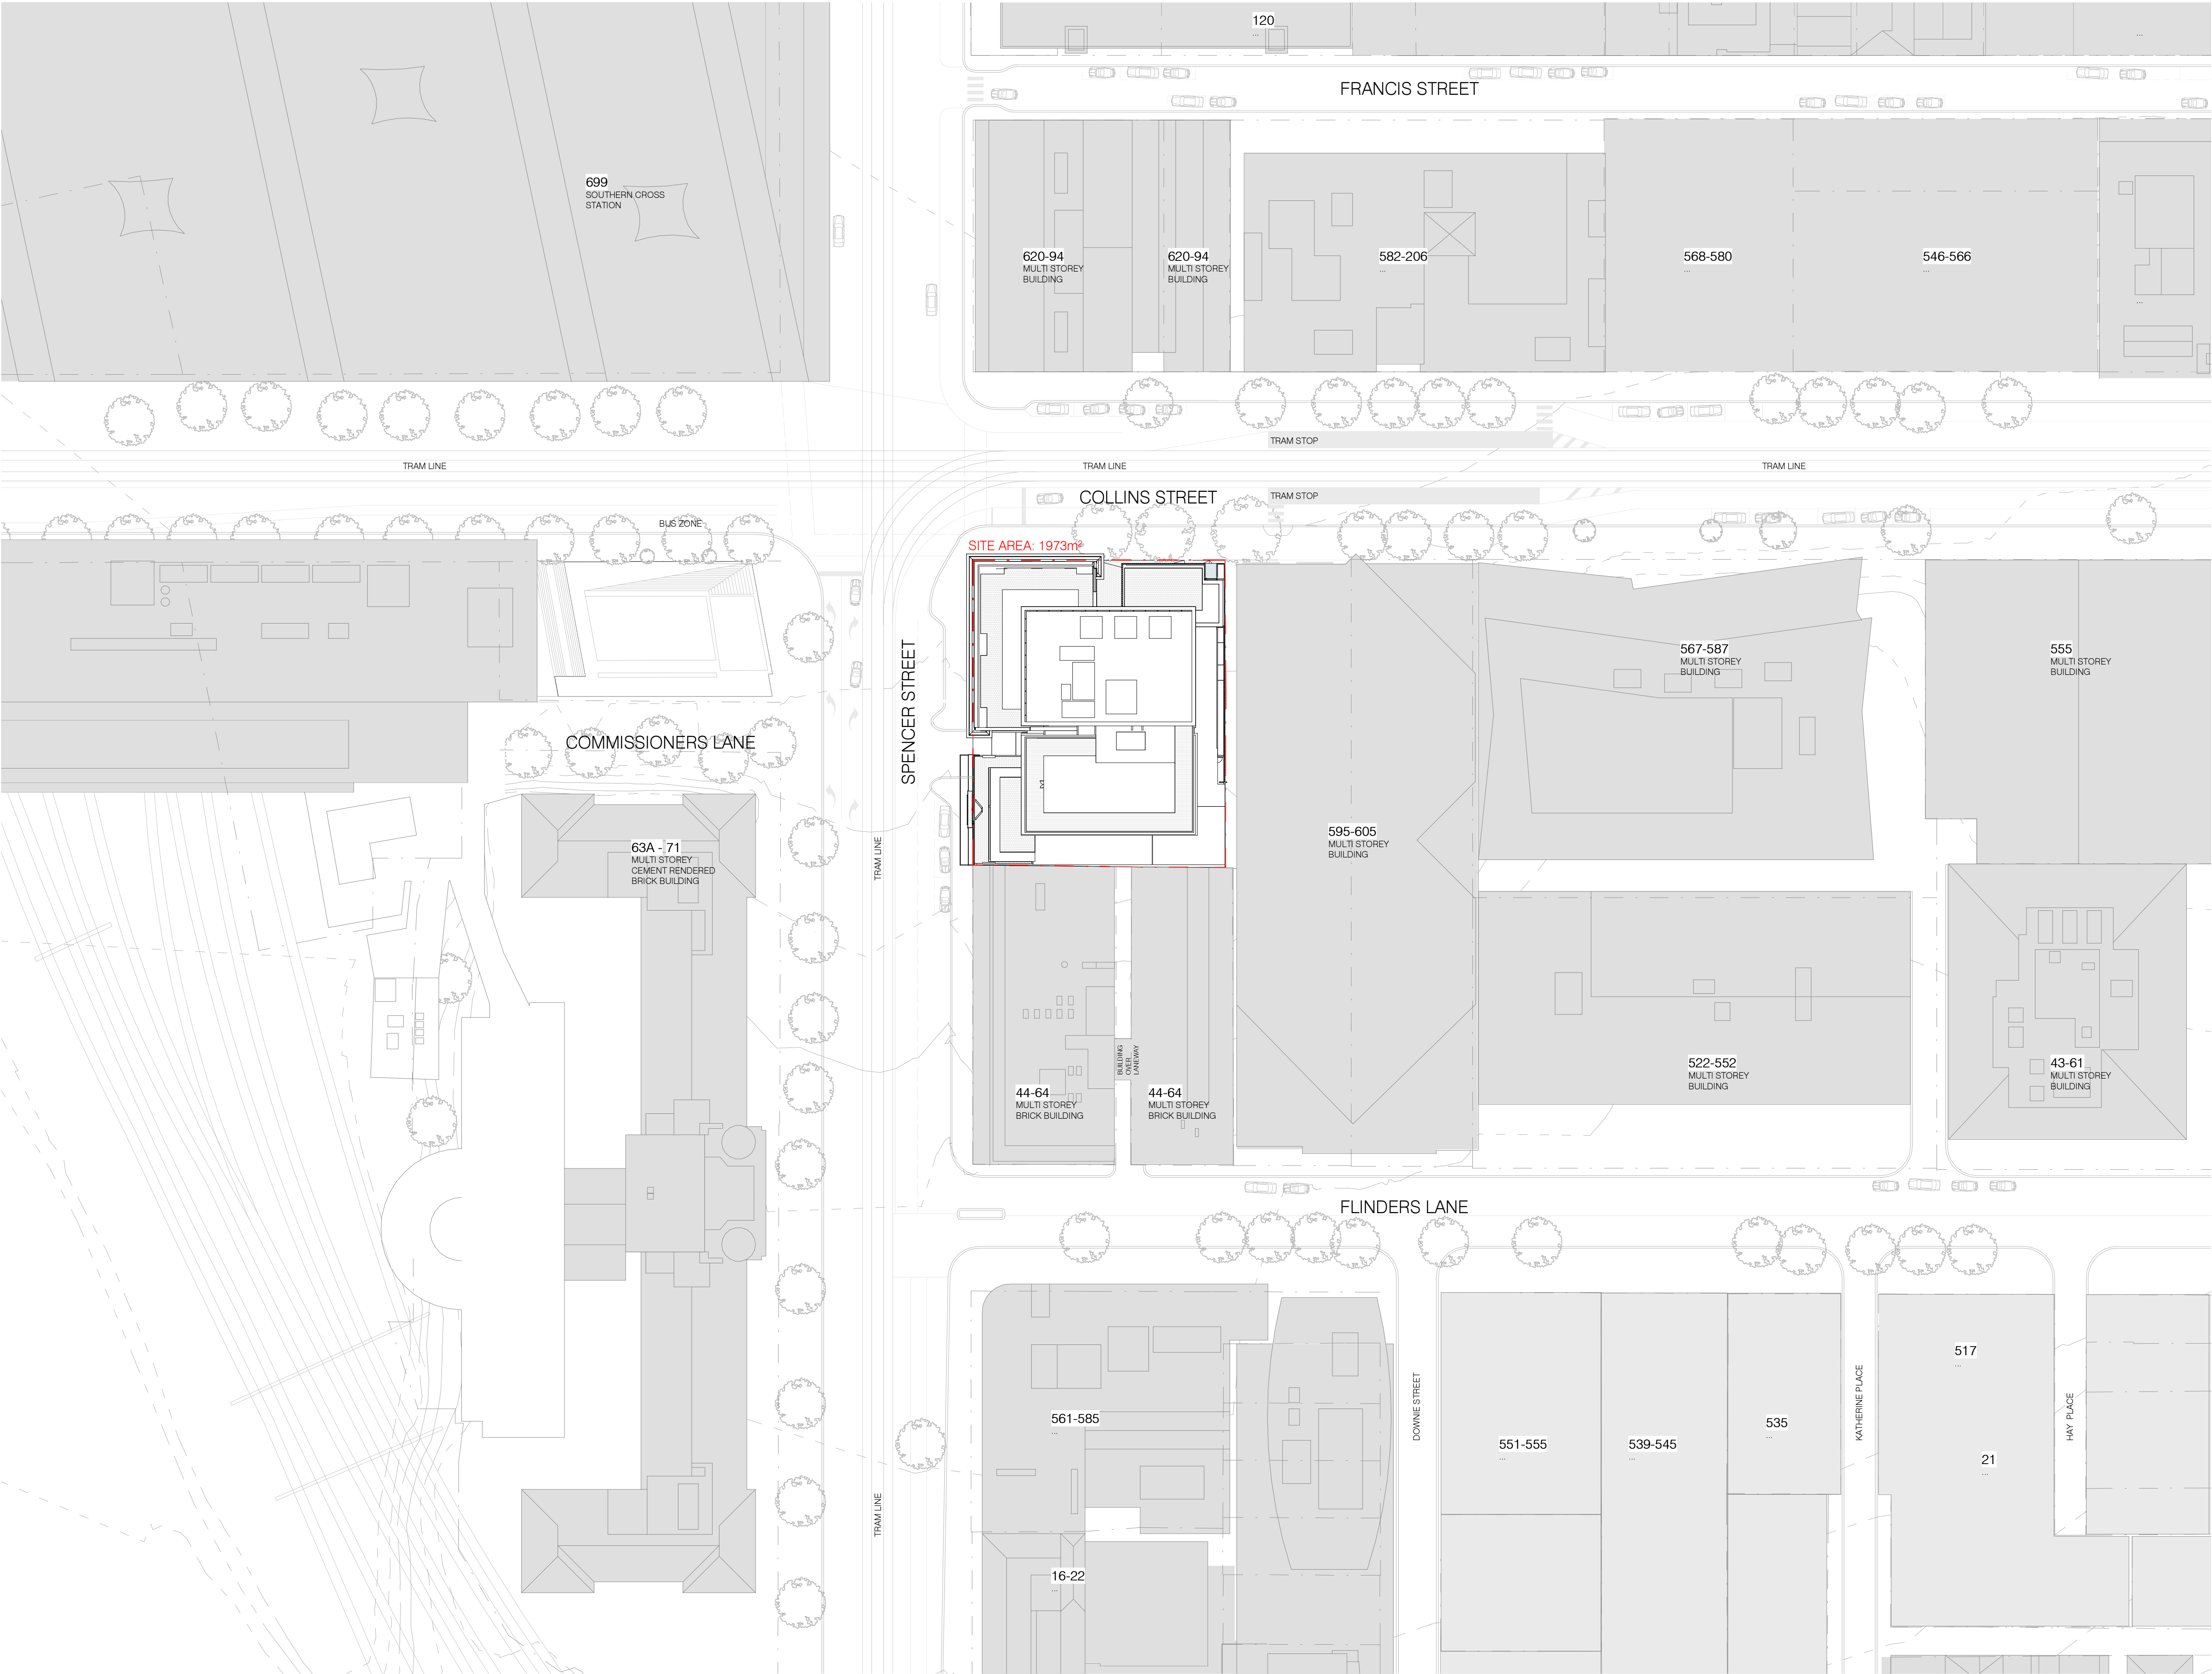 120
...
...
FRANCIS STREET
699
SOUTHERN CROSS
STATION
620-94
MULTI STOREY
BUILDING
620-94
MULTI STOREY
BUILDING
582-206
...
568-580
...
546-566
...
...
TRAM STOP
TRAM LINE
TRAM LINE
TRAM LINE
COLLINS STREET
TRAM STOP
BUS ZONE
SITE AREA: 1973m²
SPENCER STREET
567-587
MULTI STOREY
BUILDING
555
MULTI STOREY
BUILDING
COMMISSIONERS LANE
63A - 71
MULTI STOREY
CEMENT RENDERED
BRICK BUILDING
TRAM LINE
595-605
MULTI STOREY
BUILDING
BUILDING
OVER
LANEWAY
44-64
MULTI STOREY
BRICK BUILDING
44-64
MULTI STOREY
BRICK BUILDING
522-552
MULTI STOREY
BUILDING
43-61
MULTI STOREY
BUILDING
FLINDERS LANE
561-585
...
DOWNIE STREET
551-555
...
539-545
...
535
...
KATHERINE PLACE
517
...
21
...
HAY PLACE
TRAM LINE
16-22
...